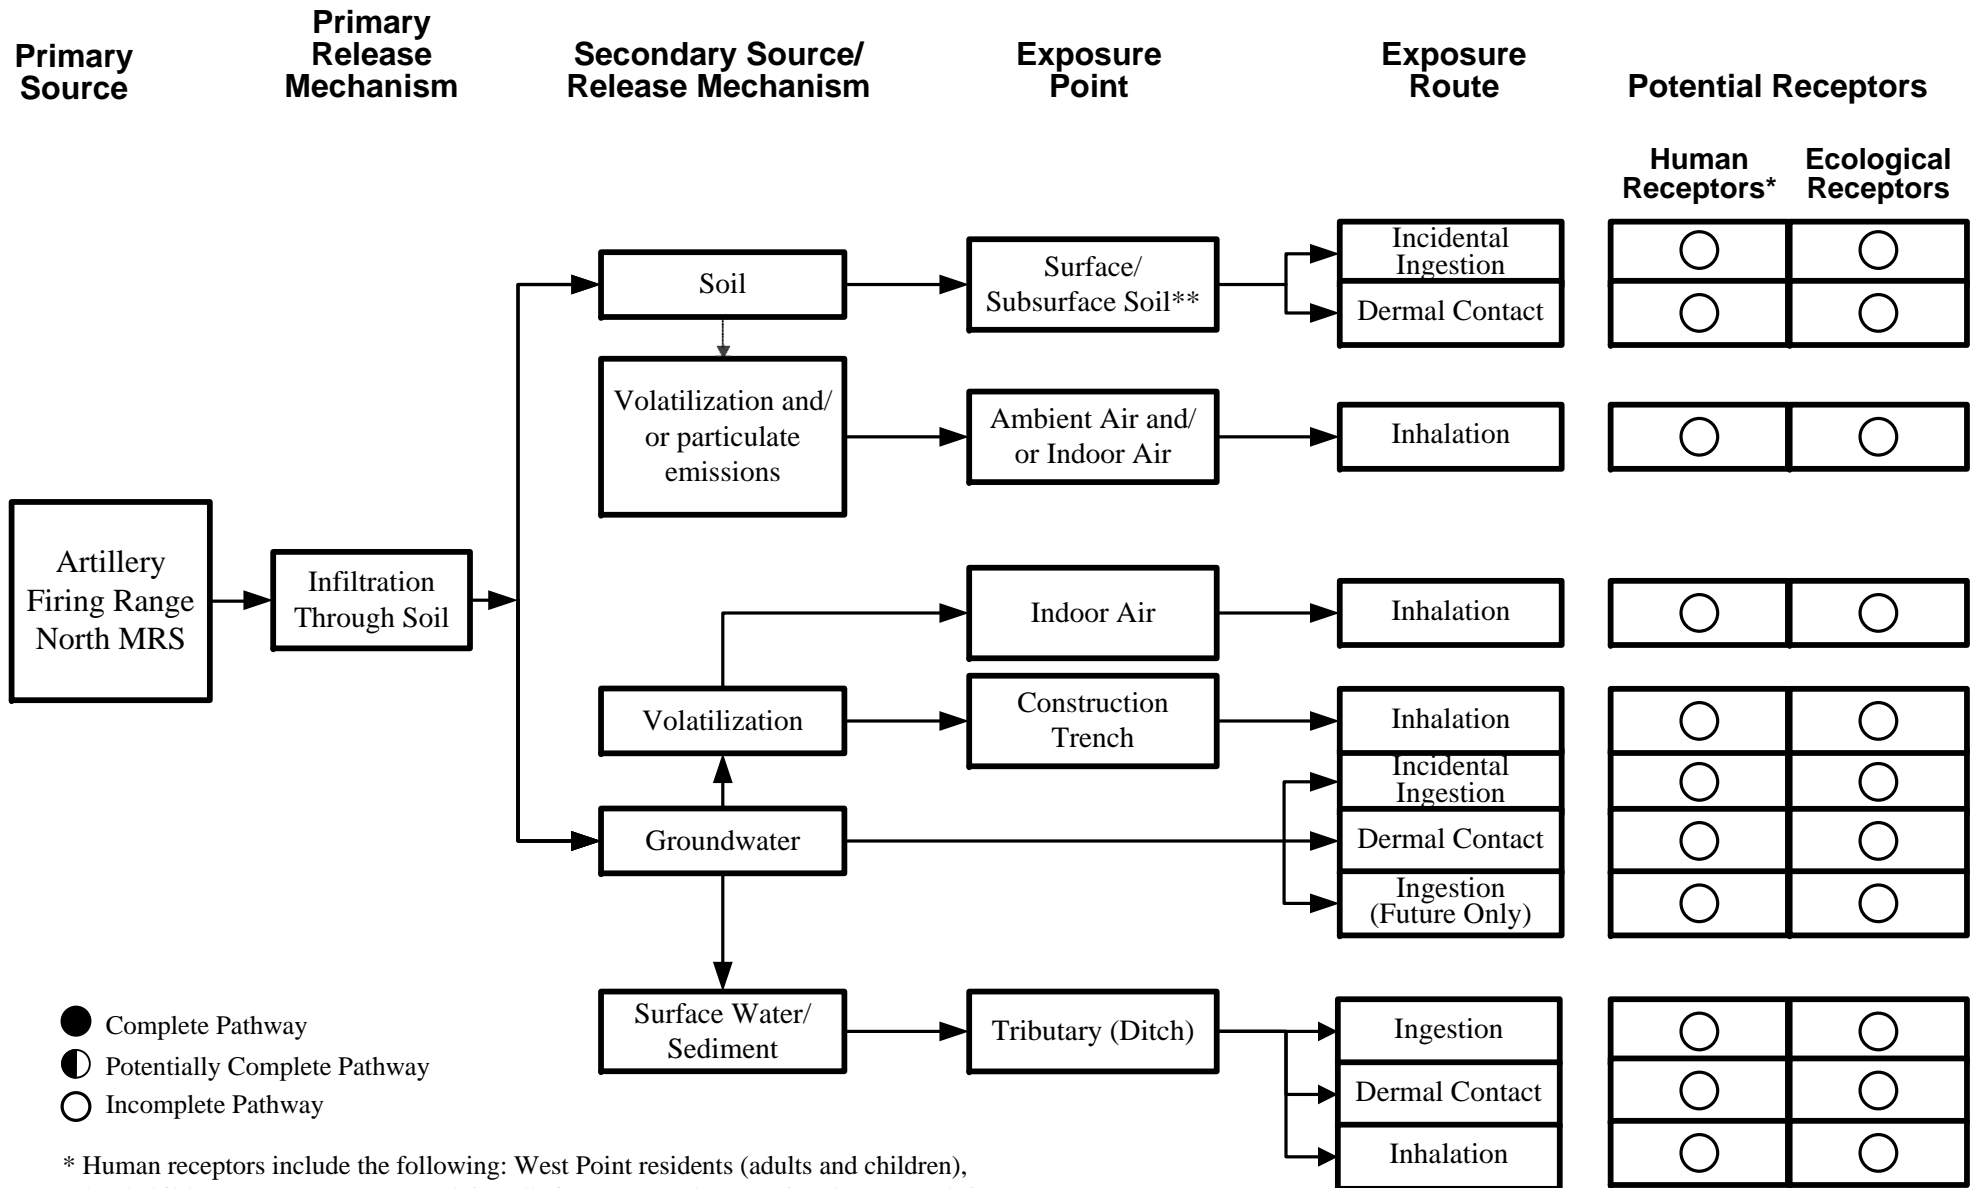 Primary
Source
Primary
Release
Mechanism
Secondary Source/
Release Mechanism
Exposure
Point
Exposure
Route
Potential Receptors
Human
Receptors*
Ecological
Receptors
Artillery
Firing Range
North MRS
Infiltration
Through Soil
Soil
Surface/
Subsurface Soil**
Incidental
Ingestion
Dermal Contact
Volatilization and/
or particulate
emissions
Ambient Air and/
or Indoor Air
Inhalation
Indoor Air
Inhalation
Volatilization
Construction
Trench
Inhalation
Groundwater
Incidental
Ingestion
Dermal Contact
Ingestion
(Future Only)
Surface Water/
Sediment
Tributary (Ditch)
Ingestion
Dermal Contact
Inhalation
Complete Pathway
Potentially Complete Pathway
Incomplete Pathway
* Human receptors include the following: West Point residents (adults and children),